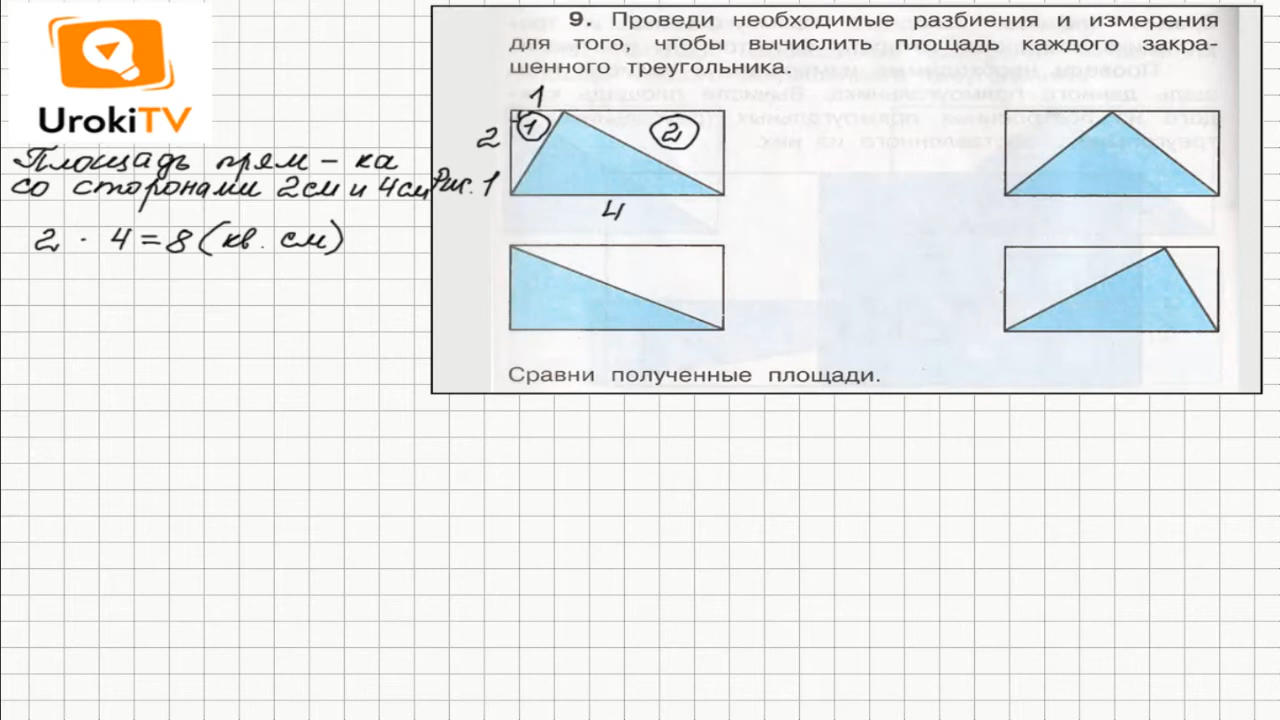 UrokiTV
Площадь прям - ка
со сторонами 2см и 4см
2 · 4 = 8 (кв. см)
9. Проведи необходимые разбиения и измерения
для того, чтобы вычислить площадь каждого закра-
шенного треугольника.
1
2
1
2
Рис. 1
4
Сравни полученные площади.